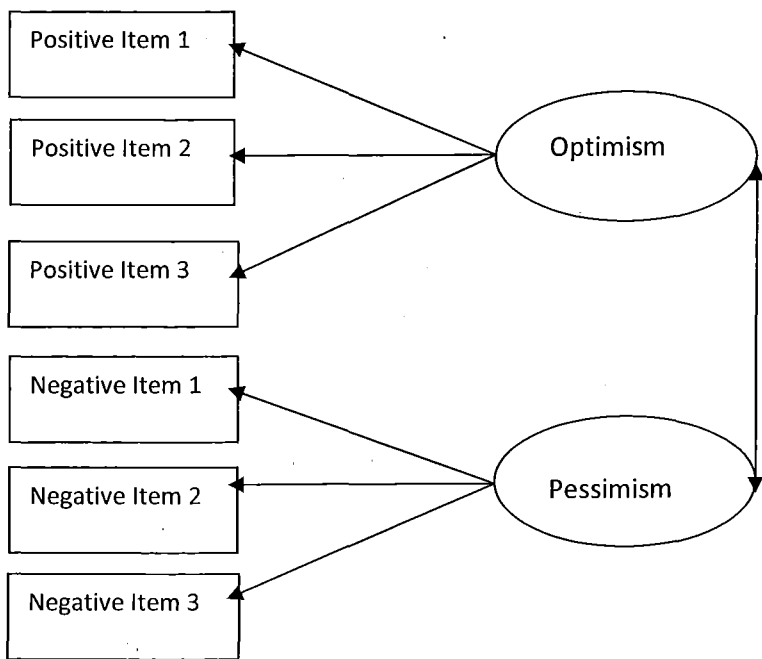 Positive Item 1
Positive Item 2
Optimism
Positive Item 3
Negative Item 1
Negative Item 2
Pessimism
Negative Item 3